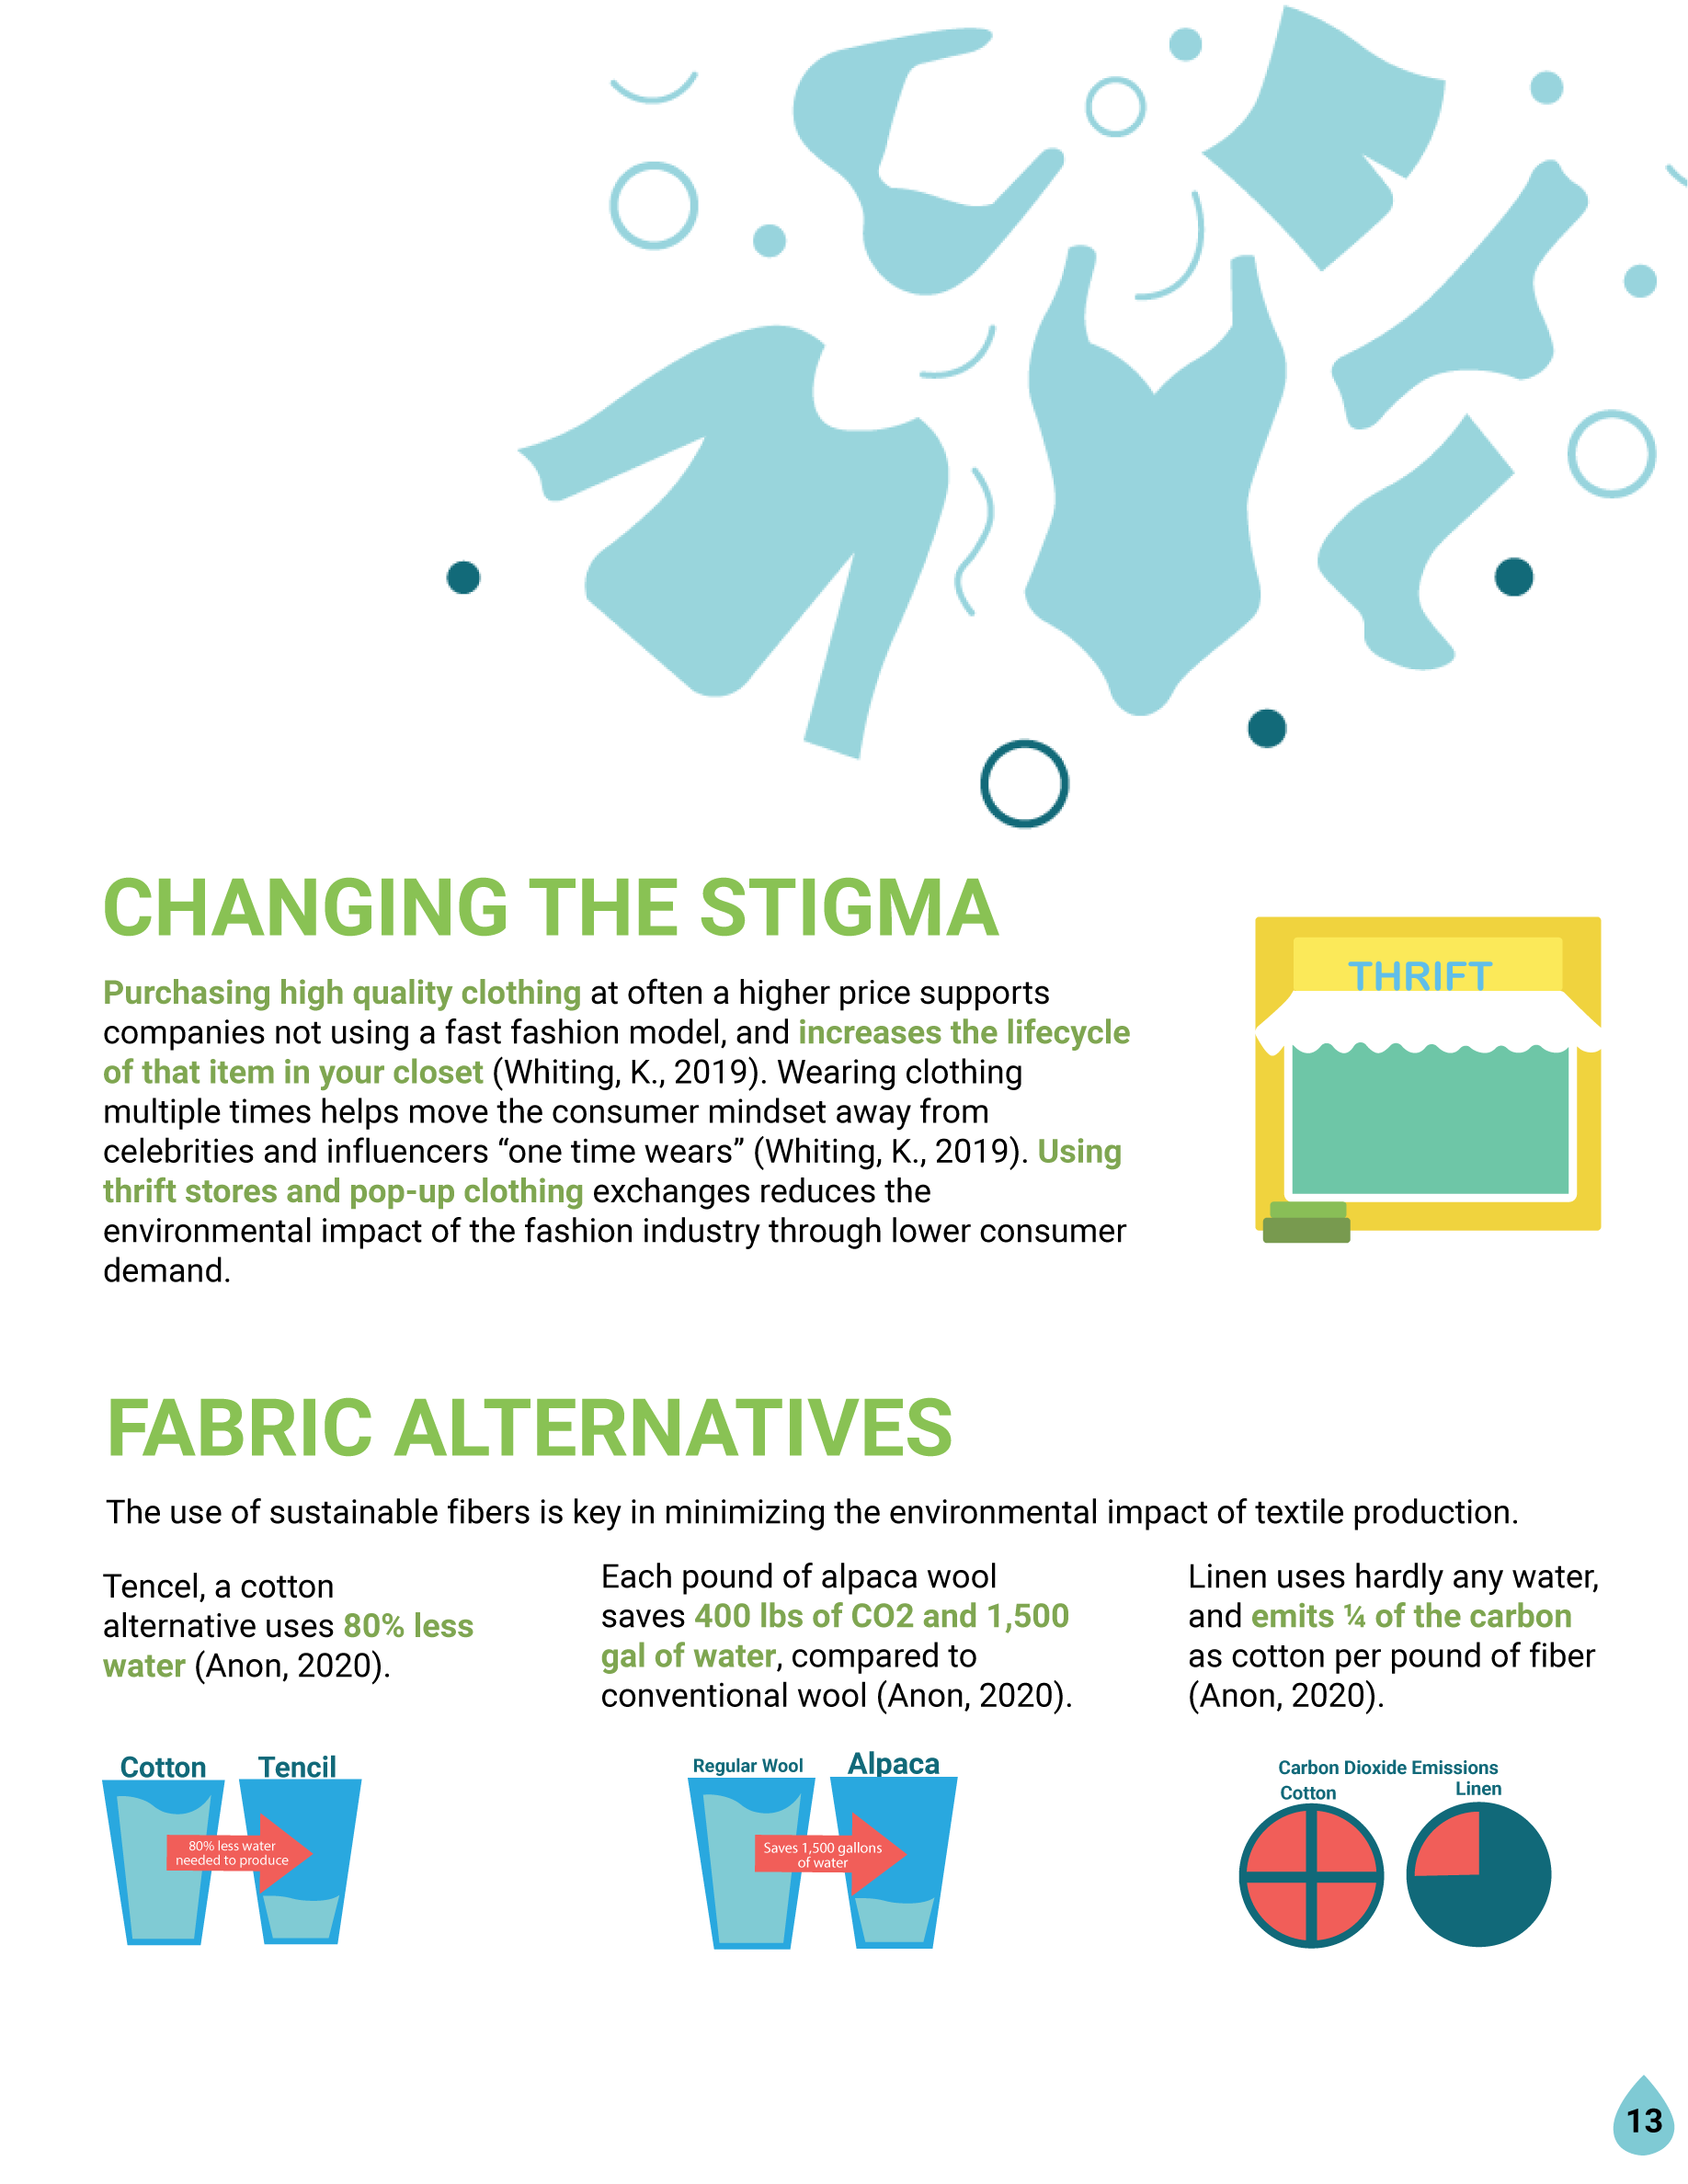 CHANGING THE STIGMA
Purchasing high quality clothing at often a higher price supports
companies not using a fast fashion model, and increases the lifecycle
of that item in your closet (Whiting, K., 2019). Wearing clothing
multiple times helps move the consumer mindset away from
celebrities and influencers “one time wears” (Whiting, K., 2019). Using
thrift stores and pop-up clothing exchanges reduces the
environmental impact of the fashion industry through lower consumer
demand.
THRIFT
FABRIC ALTERNATIVES
The use of sustainable fibers is key in minimizing the environmental impact of textile production.
Tencel, a cotton
alternative uses 80% less
water (Anon, 2020).
Cotton Tencil
80% less water
needed to produce
Each pound of alpaca wool
saves 400 lbs of CO2 and 1,500
gal of water, compared to
conventional wool (Anon, 2020).
Regular Wool Alpaca
Saves 1,500 gallons
of water
Linen uses hardly any water,
and emits ¼ of the carbon
as cotton per pound of fiber
(Anon, 2020).
Carbon Dioxide Emissions
Cotton Linen
13